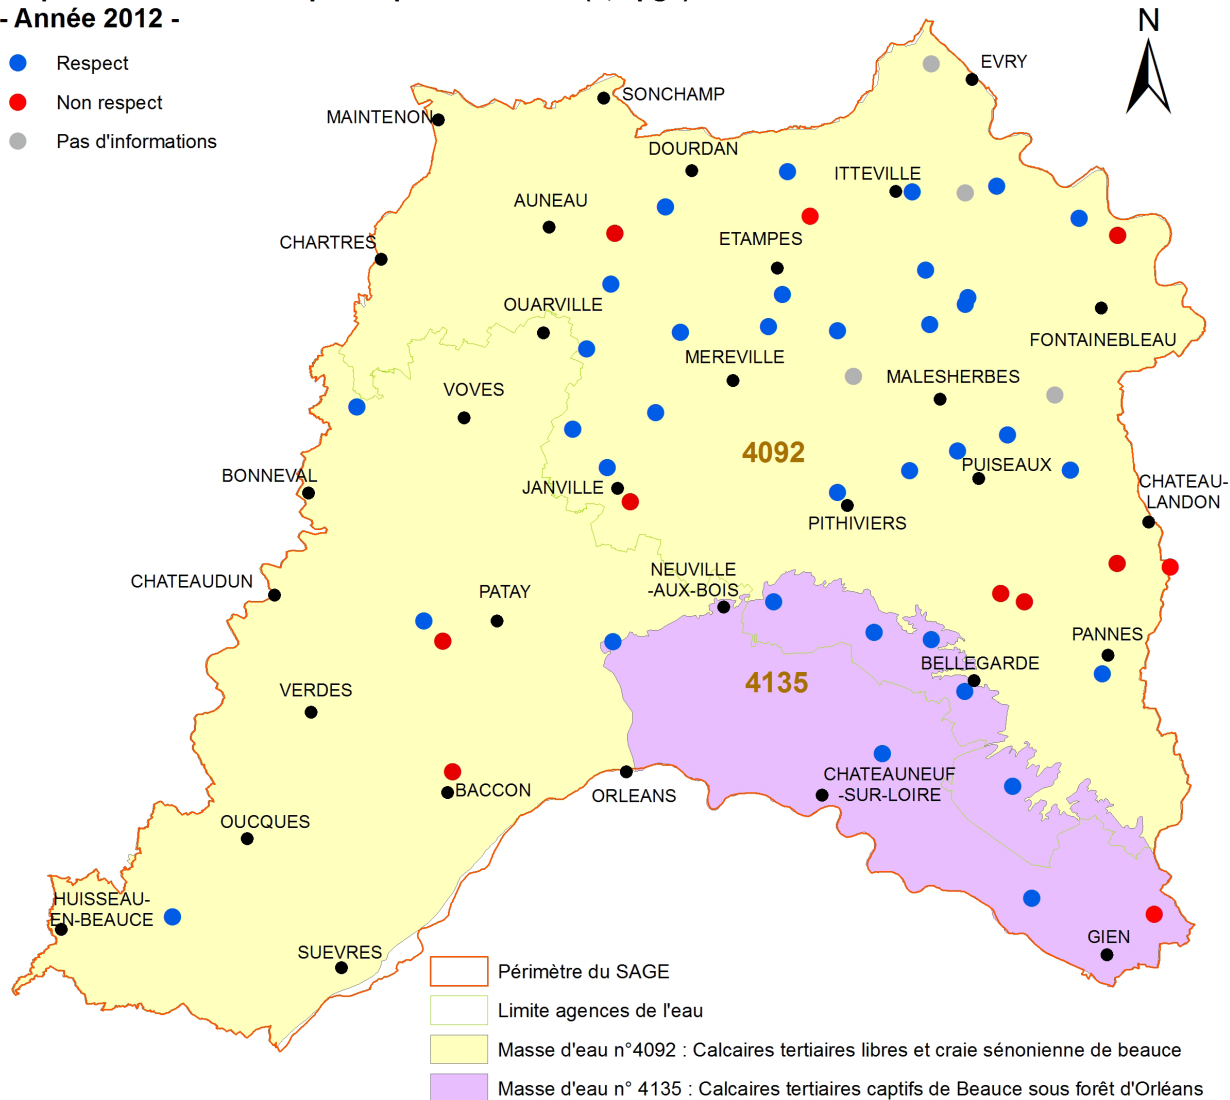 - Année 2012 -
Respect
Non respect
Pas d'informations
N
EVRY
SONCHAMP
MAINTENON
DOURDAN
ITTEVILLE
AUNEAU
CHARTRES
ETAMPES
OUARVILLE
FONTAINEBLEAU
MEREVILLE
MALESHERBES
VOVES
4092
BONNEVAL
PUISEAUX
JANVILLE
CHATEAU-
LANDON
PITHIVIERS
NEUVILLE
-AUX-BOIS
CHATEAUDUN
PATAY
PANNES
BELLEGARDE
4135
VERDES
CHATEAUNEUF
-SUR-LOIRE
BACCON
ORLEANS
OUCQUES
HUISSEAU-
EN-BEAUCE
GIEN
SUEVRES
Périmètre du SAGE
Limite agences de l'eau
Masse d'eau n°4092 : Calcaires tertiaires libres et craie sénonienne de beauce
Masse d'eau n° 4135 : Calcaires tertiaires captifs de Beauce sous forêt d'Orléans